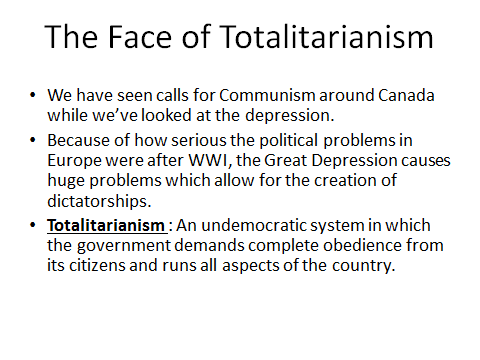 The Face of Totalitarianism
• We have seen calls for Communism around Canada
while we've looked at the depression.
• Because of how serious the political problems in
Europe were after WWI, the Great Depression causes
huge problems which allow for the creation of
dictatorships.
• Totalitarianism : An undemocratic system in which
the government demands complete obedience from
its citizens and runs all aspects of the country.